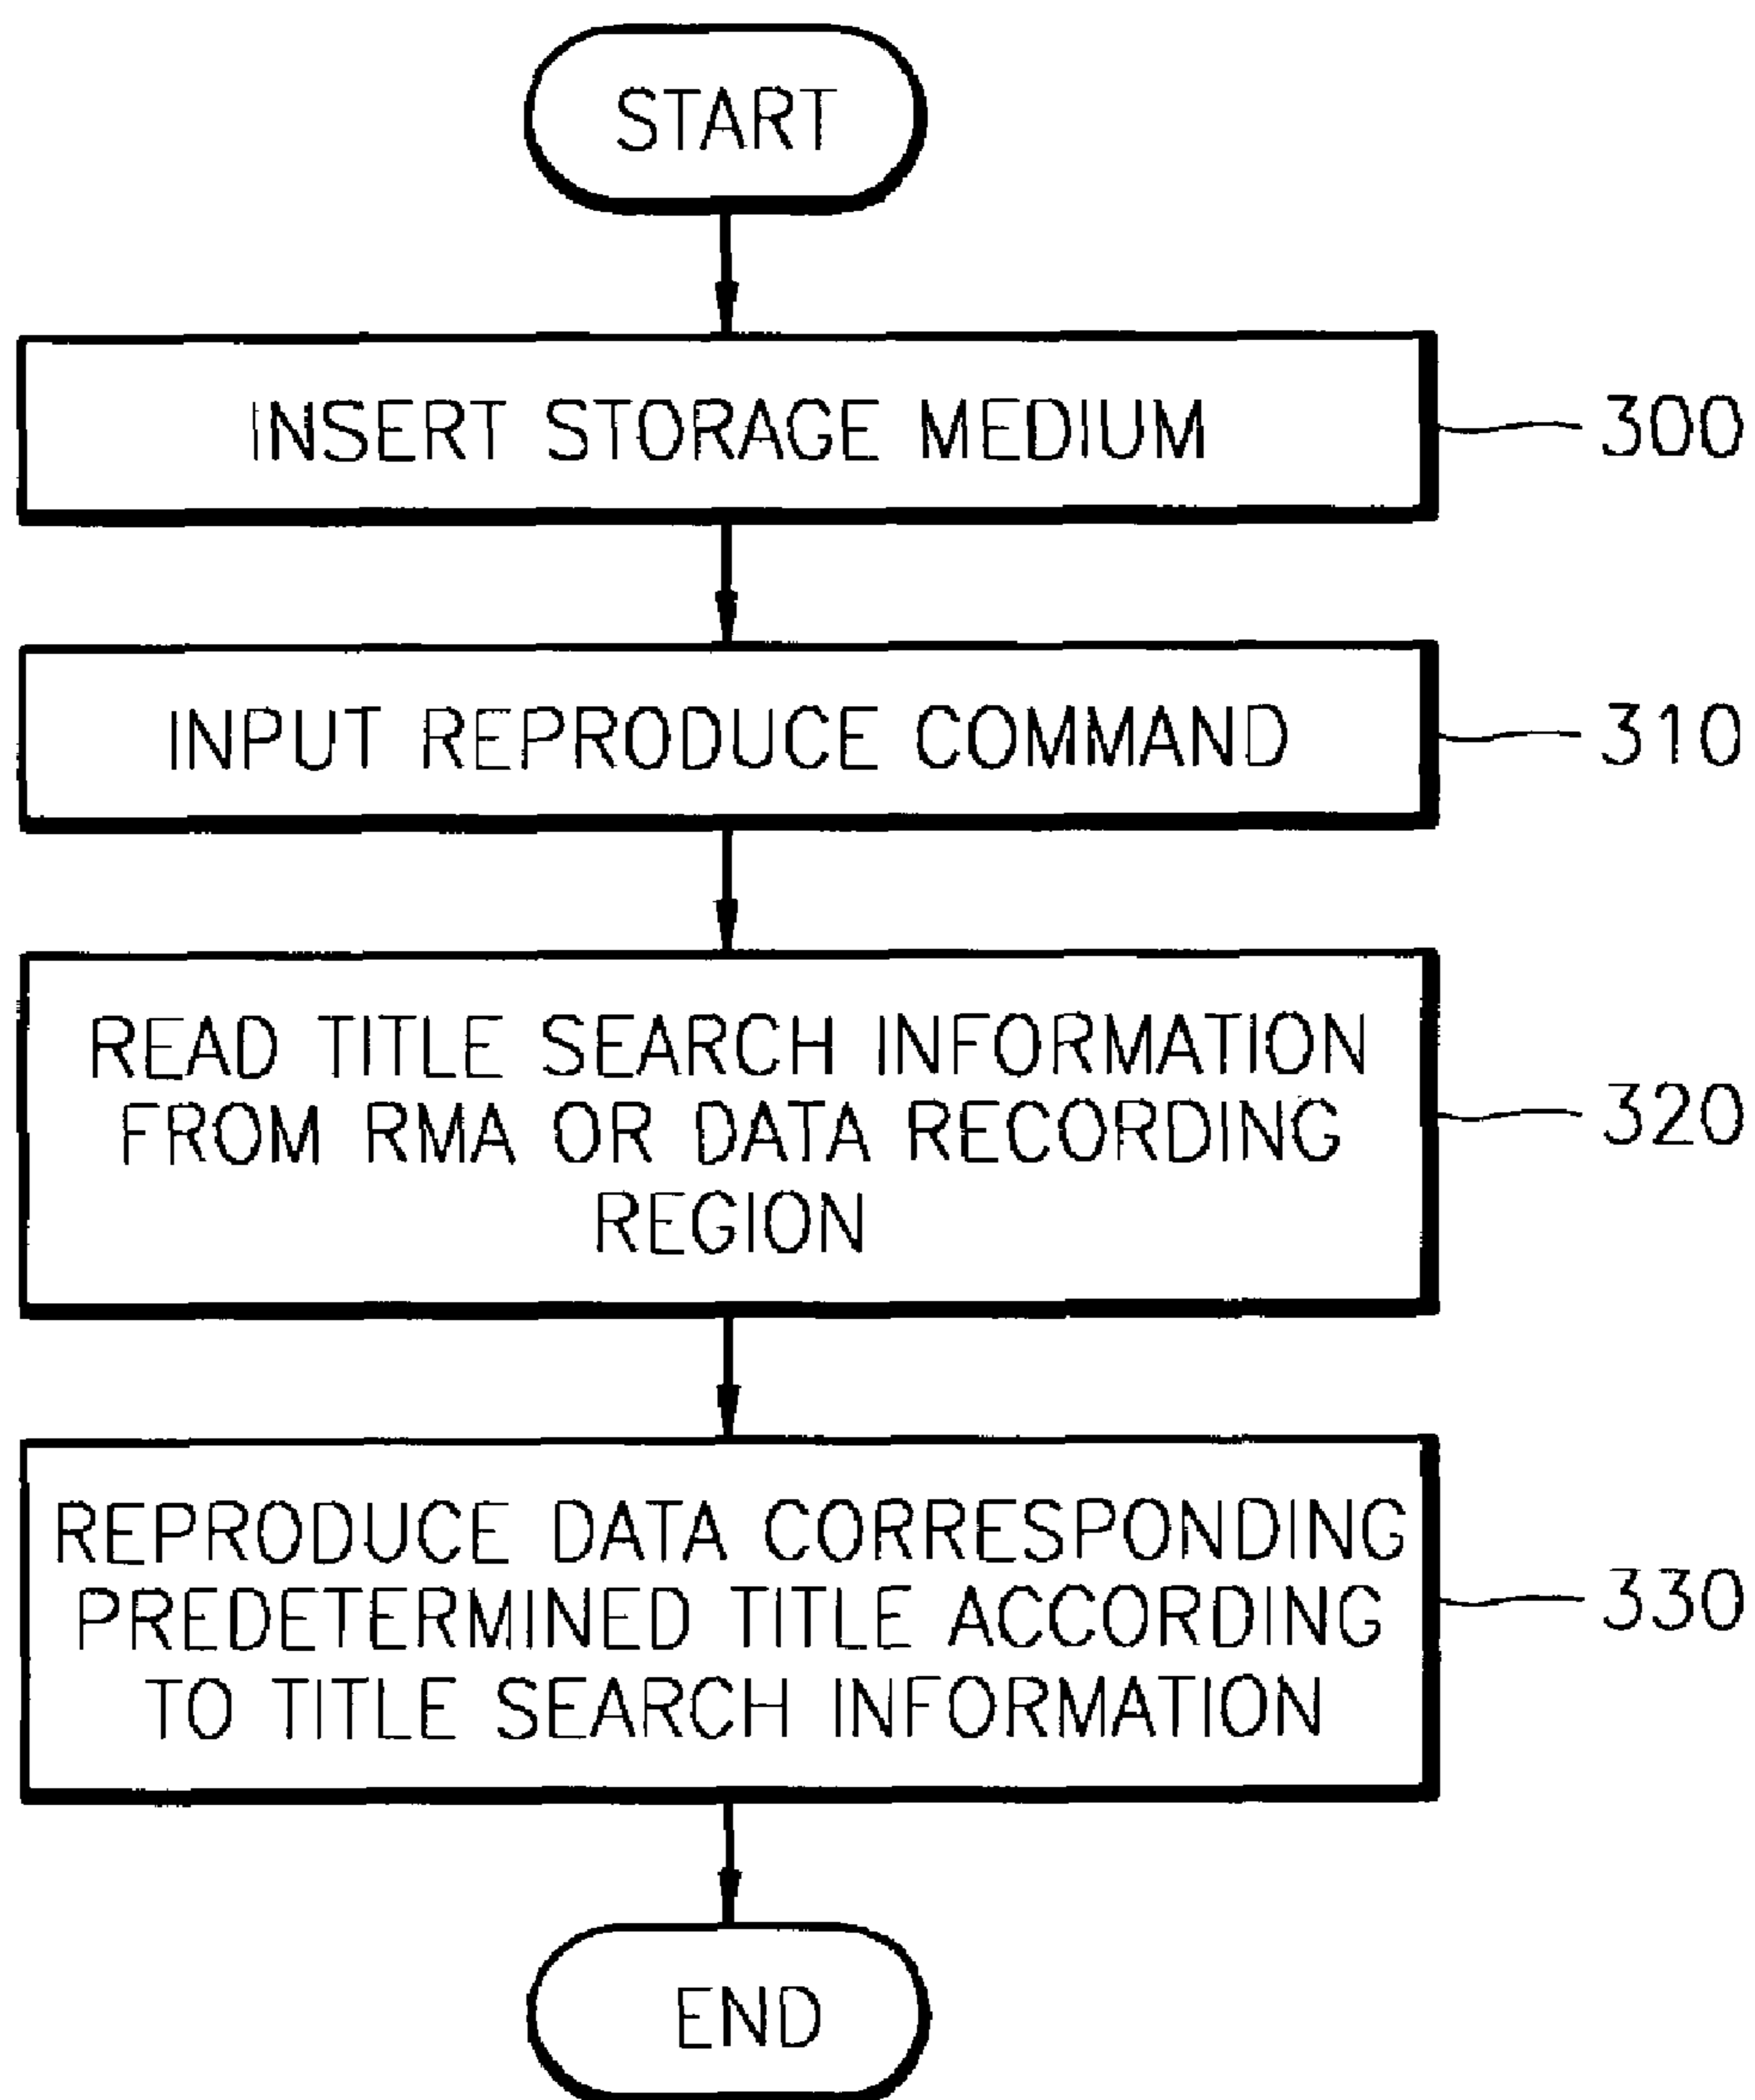 START
INSERT STORAGE MEDIUM
300
INPUT REPRODUCE COMMAND
310
READ TITLE SEARCH INFORMATION
FROM RMA OR DATA RECORDING
REGION
320
REPRODUCE DATA CORRESPONDING
PREDETERMINED TITLE ACCORDING
TO TITLE SEARCH INFORMATION
330
END